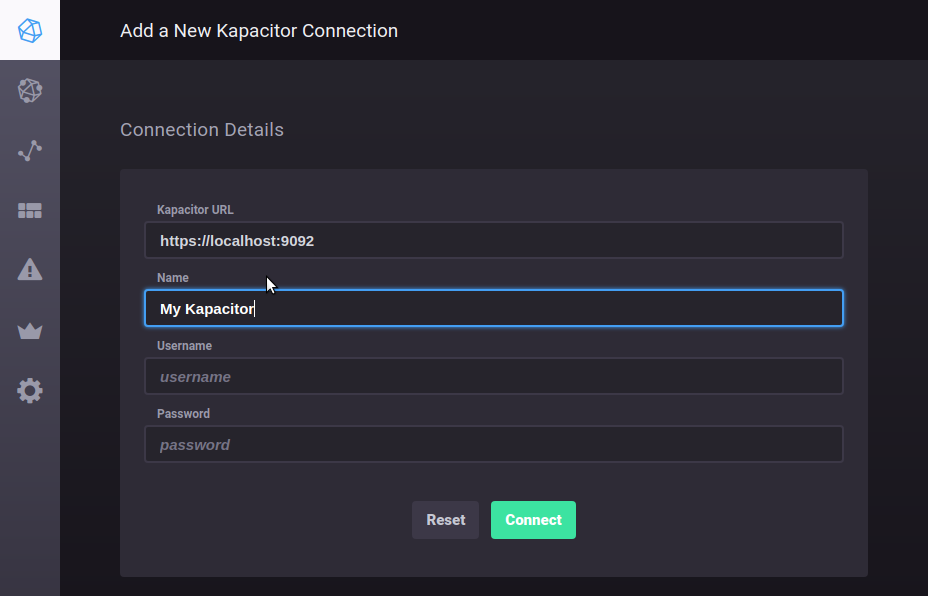 Add a New Kapacitor Connection
Connection Details
Kapacitor URL
https://localhost:9092
Name
My Kapacitor
Username
username
Password
password
Reset Connect